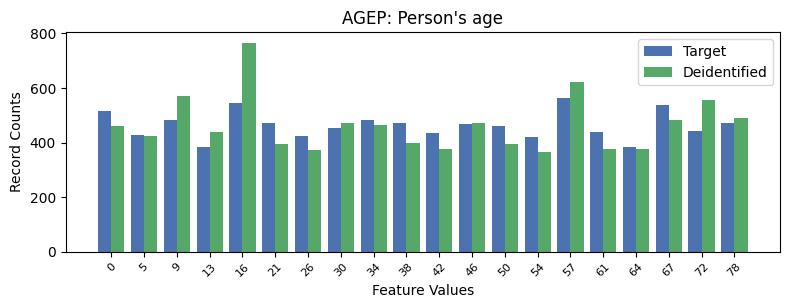 AGEP: Person's age
Record Counts
800
600
400
200
0
Target
Deidentified
0 5 9 13 16 21 26 30 34 38 42 46 50 54 57 61 64 67 72 78
Feature Values